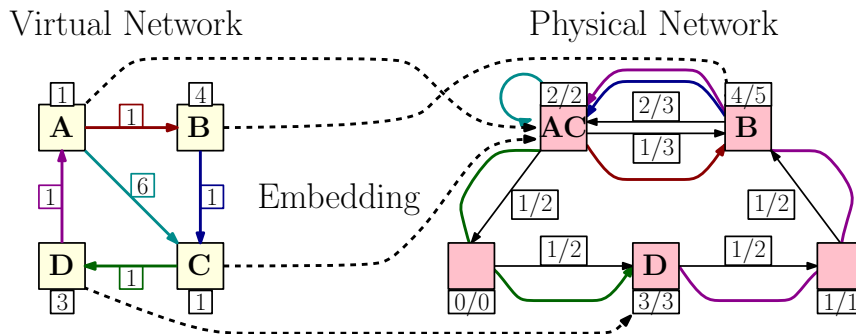 Virtual Network Physical Network
1 4 2/2 4/5
A 1 B AC 2/3 B
1/3
1 6 1 Embedding 1/2 1/2
D 1 C 1/2 D 1/2
3 1 0/0 3/3 1/1